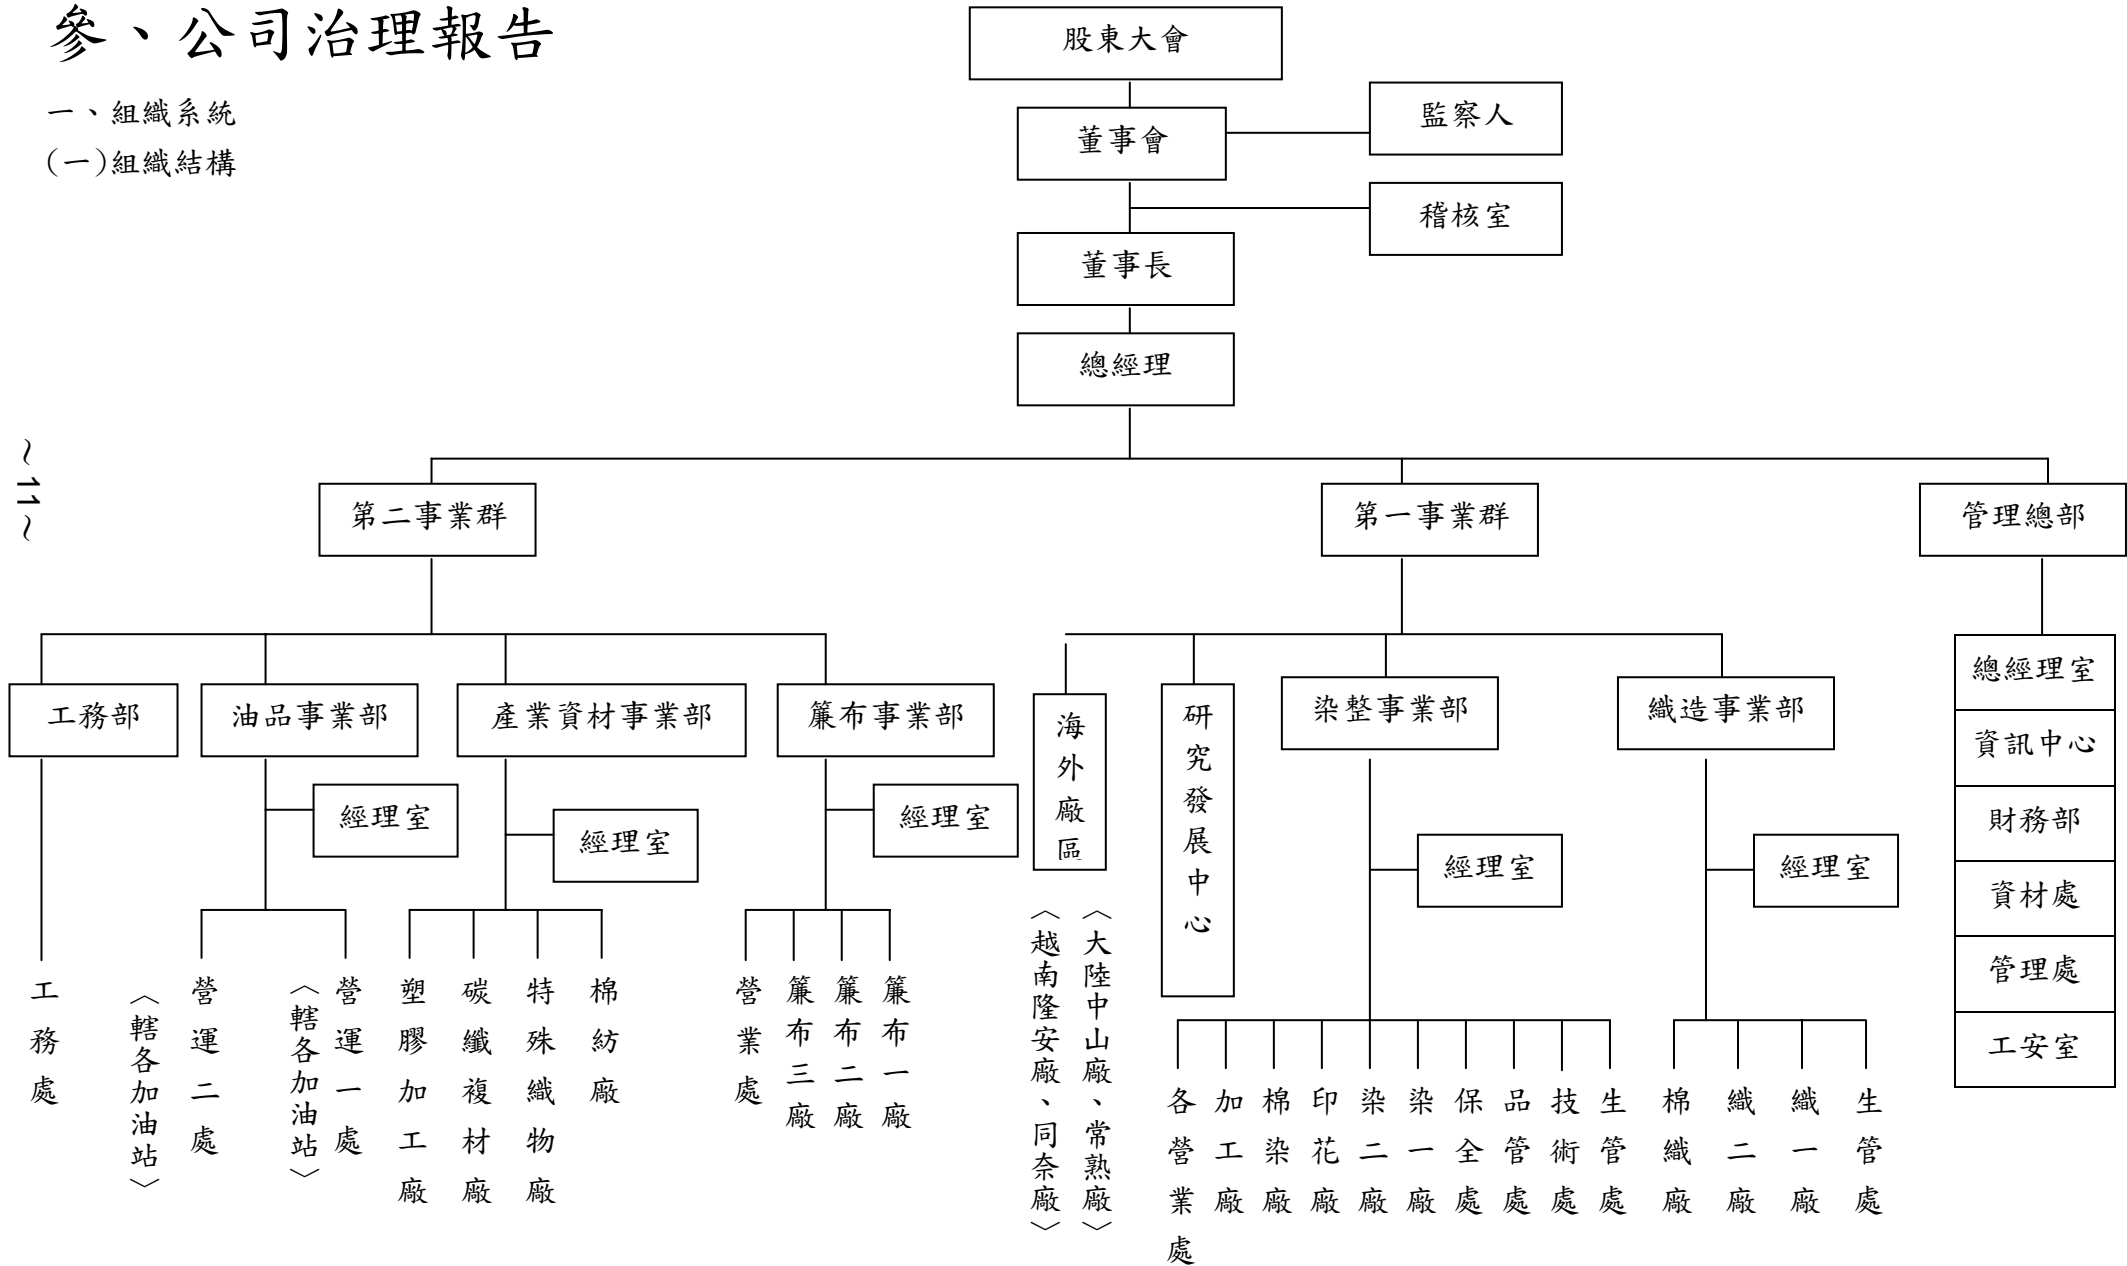 參、公司治理報告
一、組織系統
(一)組織結構
股東大會
董事會
監察人
稽核室
董事長
總經理
~11~
第二事業群
第一事業群
管理總部
工務部
油品事業部
產業資材事業部
簾布事業部
海外廠區
研究發展中心
染整事業部
織造事業部
總經理室
資訊中心
財務部
資材處
管理處
工安室
經理室
經理室
經理室
經理室
經理室
〈越南隆安廠、同奈廠〉
〈大陸中山廠、常熟廠〉
工務處
〈轄各加油站〉
營運二處
〈轄各加油站〉
營運一處
塑膠加工廠
碳纖複材廠
特殊織物廠
棉紡廠
營業處
簾布三廠
簾布二廠
簾布一廠
各營業處
加工廠
棉染廠
印花廠
染二廠
染一廠
保全處
品管處
技術處
生管處
棉織廠
織二廠
織一廠
生管處